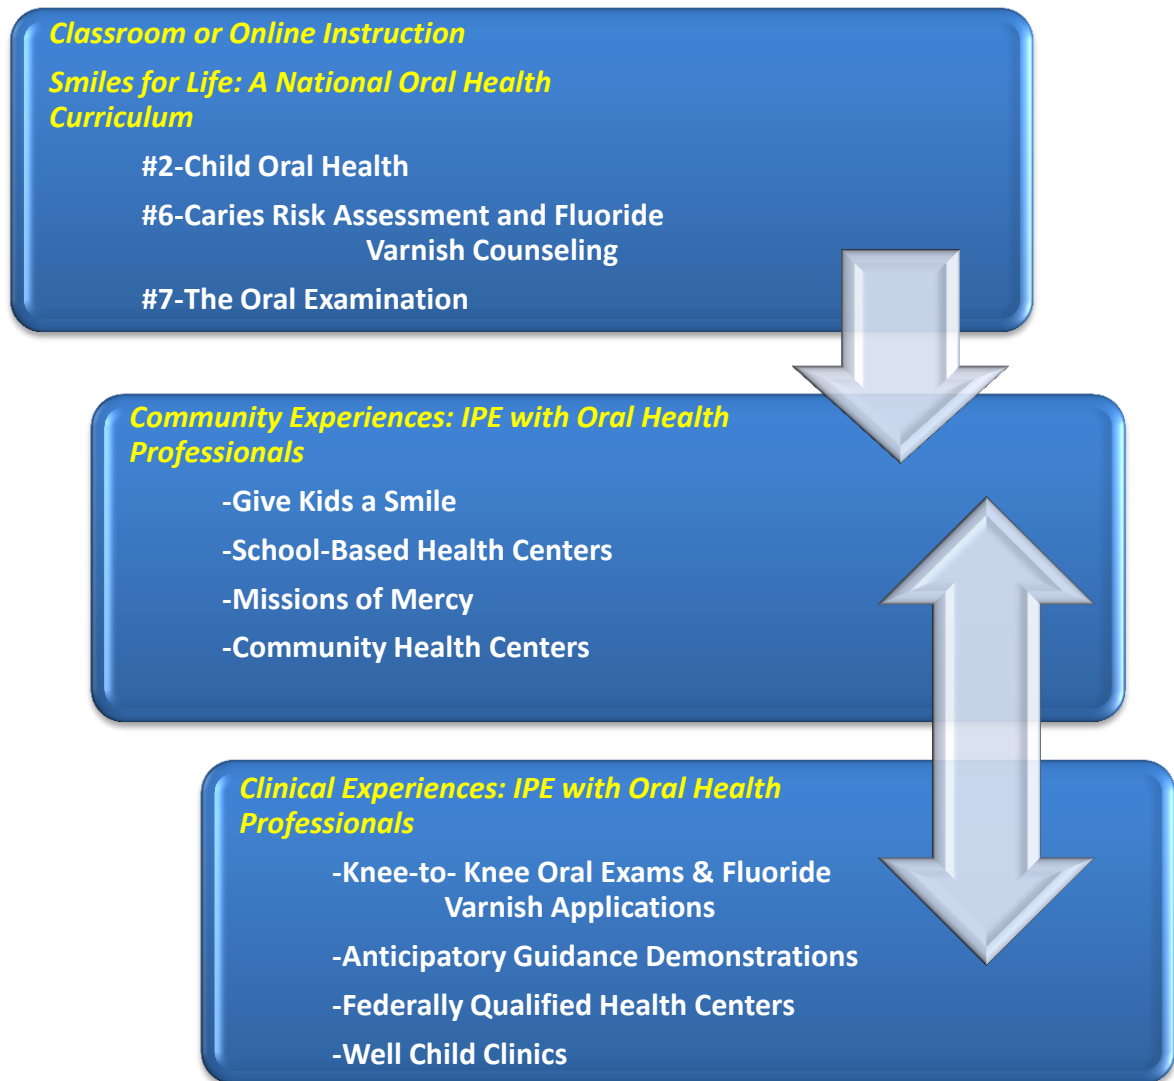 Classroom or Online Instruction
Smiles for Life: A National Oral Health
Curriculum
#2-Child Oral Health
#6-Caries Risk Assessment and Fluoride
Varnish Counseling
#7-The Oral Examination
Community Experiences: IPE with Oral Health
Professionals
-Give Kids a Smile
-School-Based Health Centers
-Missions of Mercy
-Community Health Centers
Clinical Experiences: IPE with Oral Health
Professionals
-Knee-to- Knee Oral Exams & Fluoride
Varnish Applications
-Anticipatory Guidance Demonstrations
-Federally Qualified Health Centers
-Well Child Clinics